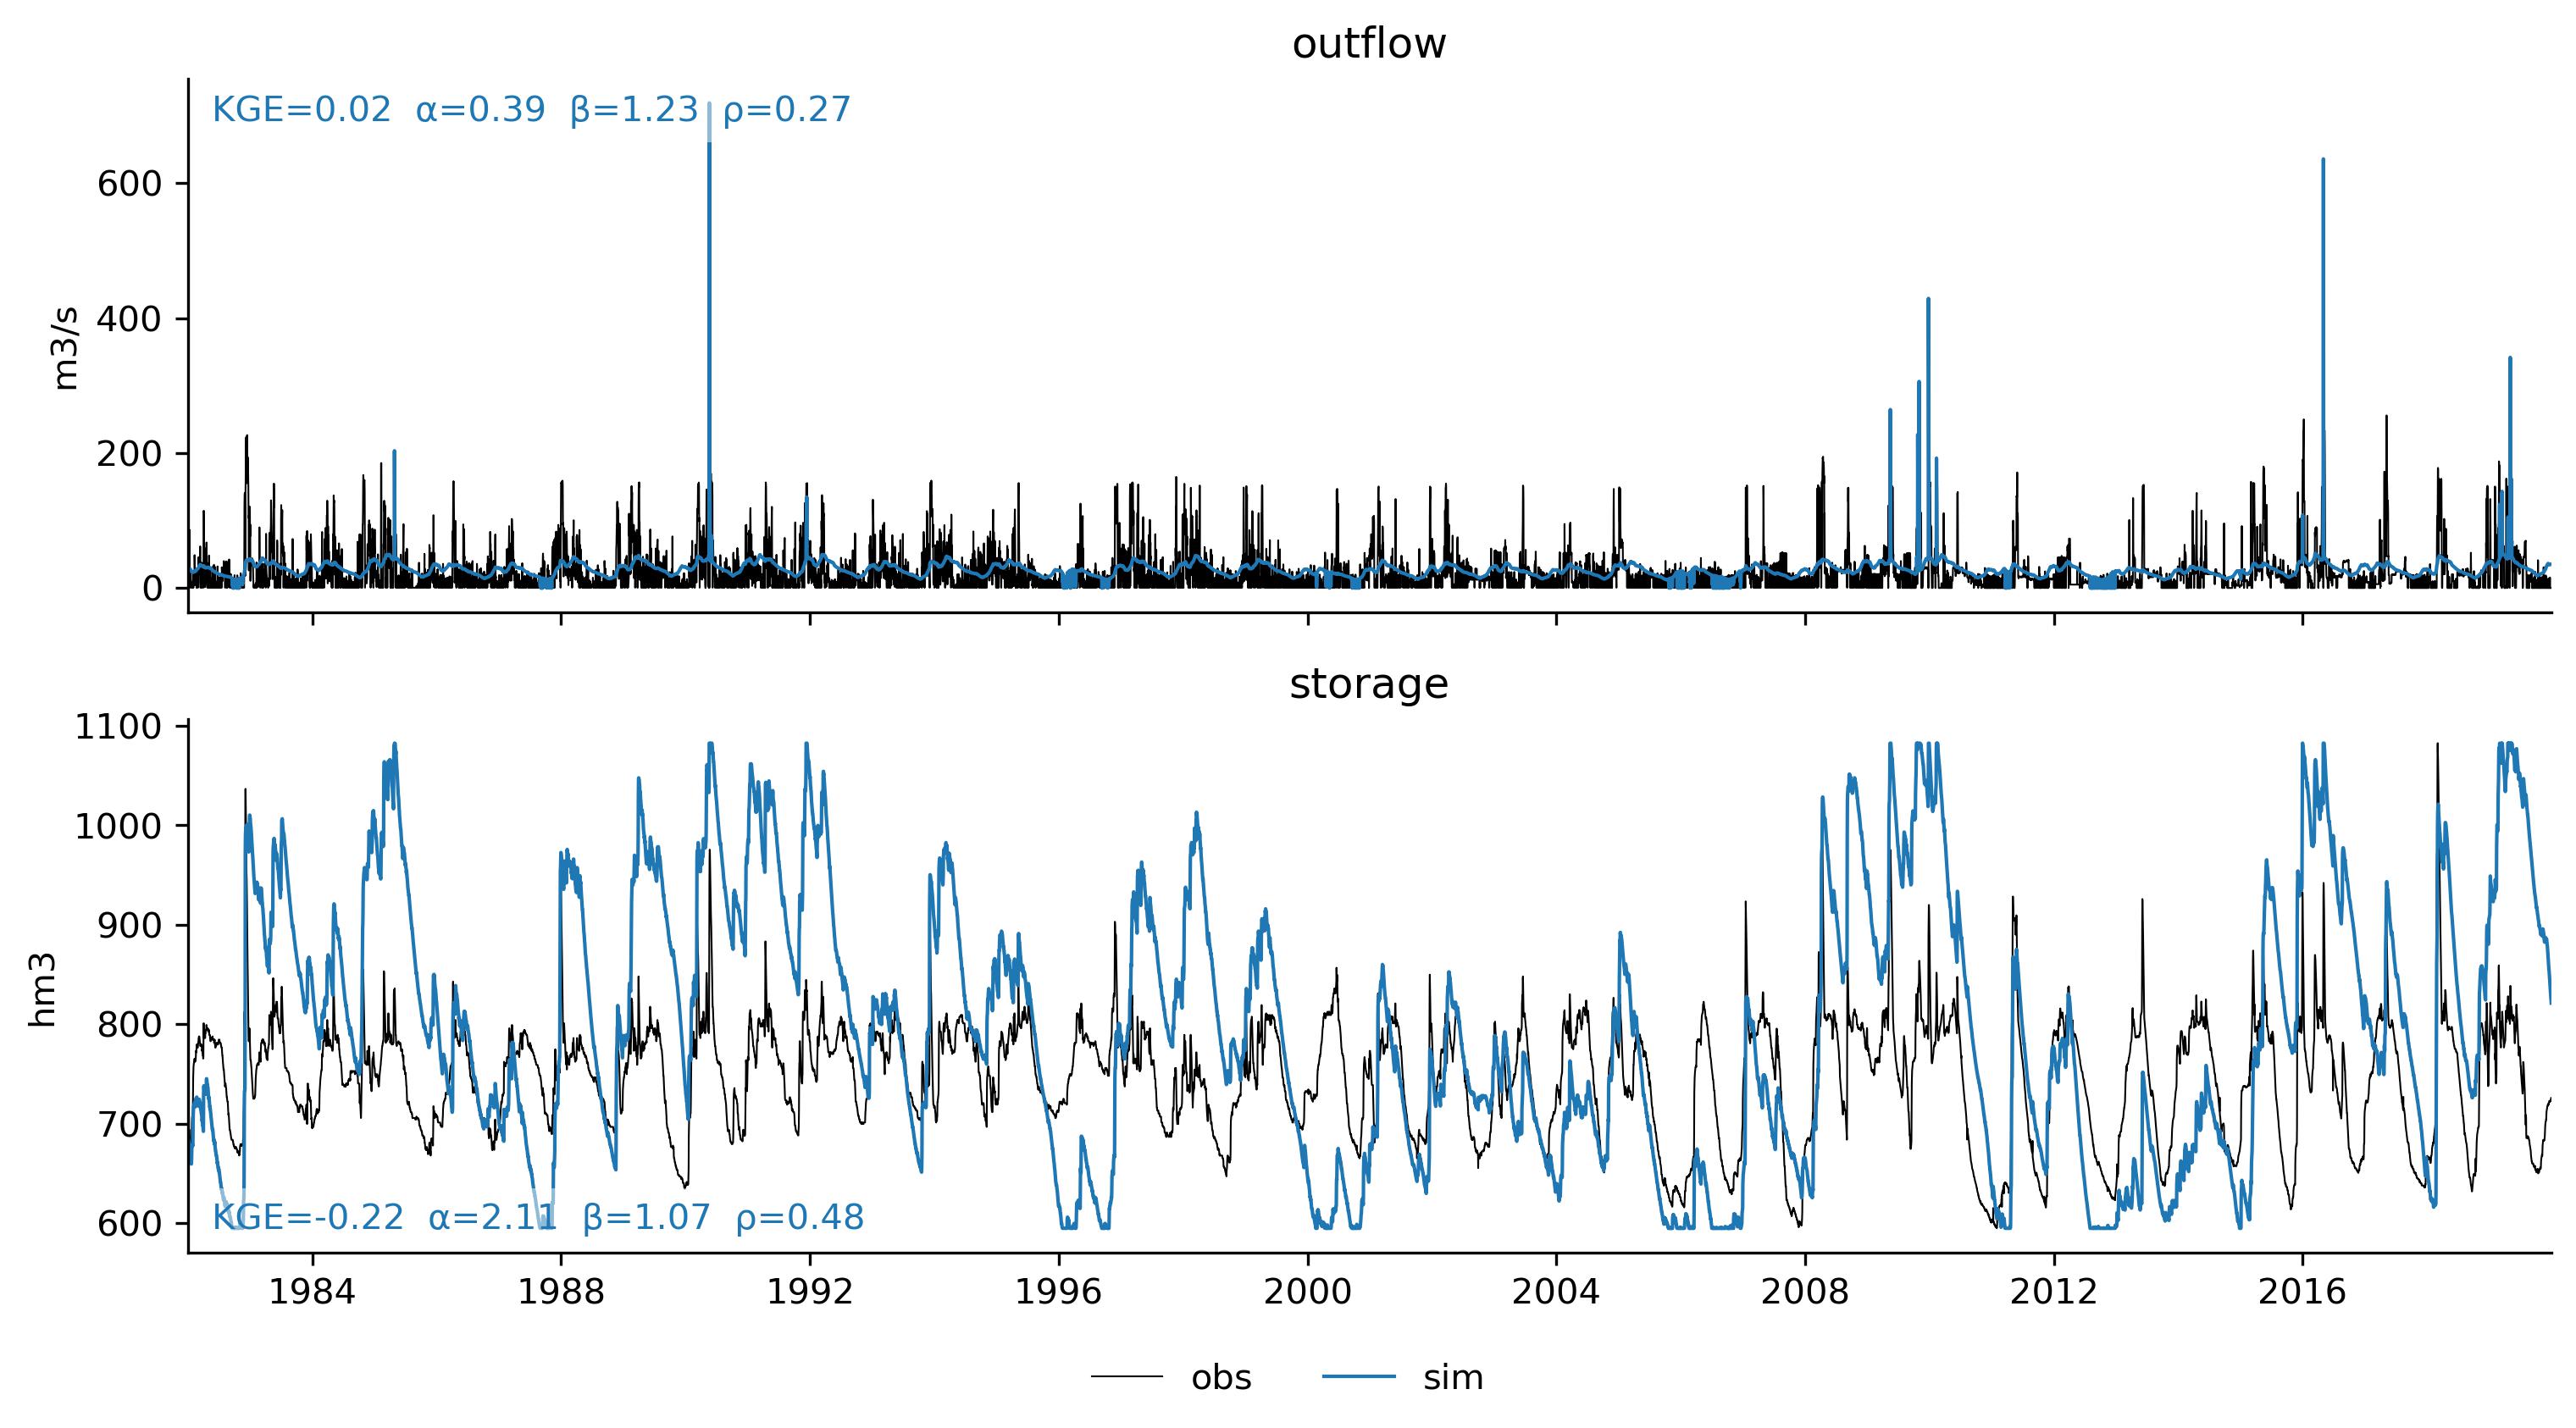 outflow
KGE=0.02 α=0.39 β=1.23 ρ=0.27
m3/s
600
400
200
0
storage
1100
1000
900
800
700
600
hm3
KGE=-0.22 α=2.11 β=1.07 ρ=0.48
1984 1988 1992 1996 2000 2004 2008 2012 2016
obs sim